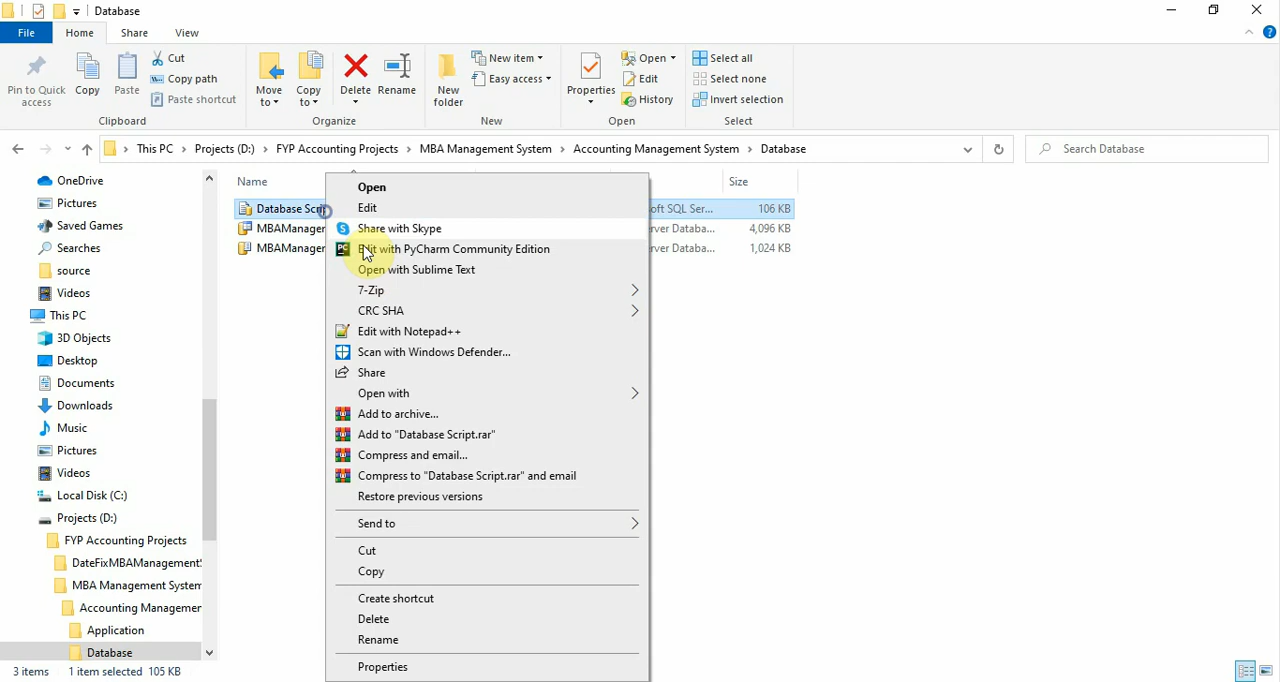 Database
File Home Share View
Pin to Quick access
Copy
Paste
Cut
Copy path
Paste shortcut
Clipboard
Move to
Copy to
Delete
Rename
Organize
New folder
New item
Easy access
New
Properties
Open
Edit
History
Open
Select all
Select none
Invert selection
Select
This PC > Projects (D:) > FYP Accounting Projects > MBA Management System > Accounting Management System > Database
Search Database
OneDrive
Pictures
Saved Games
Searches
source
Videos
This PC
3D Objects
Desktop
Documents
Downloads
Music
Pictures
Videos
Local Disk (C:)
Projects (D:)
FYP Accounting Projects
DateFixMBAManagement
MBA Management System
Accounting Managemer
Application
Database
Name Size
Database Scri oft SQL Ser... 106 KB
MBAManager rver Databa... 4,096 KB
MBAManager rver Databa... 1,024 KB
Open
Edit
Share with Skype
Edit with PyCharm Community Edition
Open with Sublime Text
7-Zip
CRC SHA
Edit with Notepad++
Scan with Windows Defender...
Share
Open with
Add to archive...
Add to "Database Script.rar"
Compress and email...
Compress to "Database Script.rar" and email
Restore previous versions
Send to
Cut
Copy
Create shortcut
Delete
Rename
Properties
3 items 1 item selected 105 KB